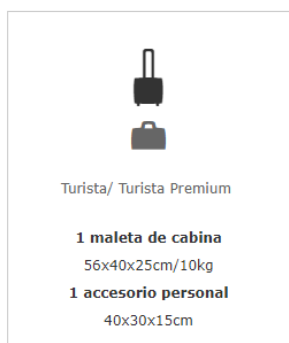 Turista/ Turista Premium
1 maleta de cabina
56x40x25cm/10kg
1 accesorio personal
40x30x15cm